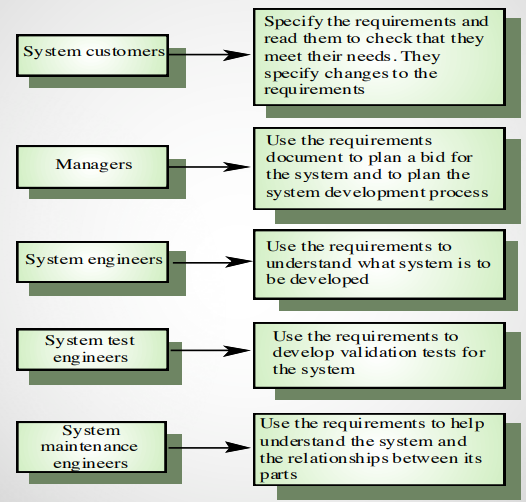 System customers
Specify the requirements and
read them to check that they
meet their needs. They
specify changes to the
requirements
Managers
Use the requirements
document to plan a bid for
the system and to plan the
system development process
System engineers
Use the requirements to
understand what system is to
be developed
System test
engineers
Use the requirements to
develop validation tests for
the system
System
maintenance
engineers
Use the requirements to help
understand the system and
the relationships between its
parts